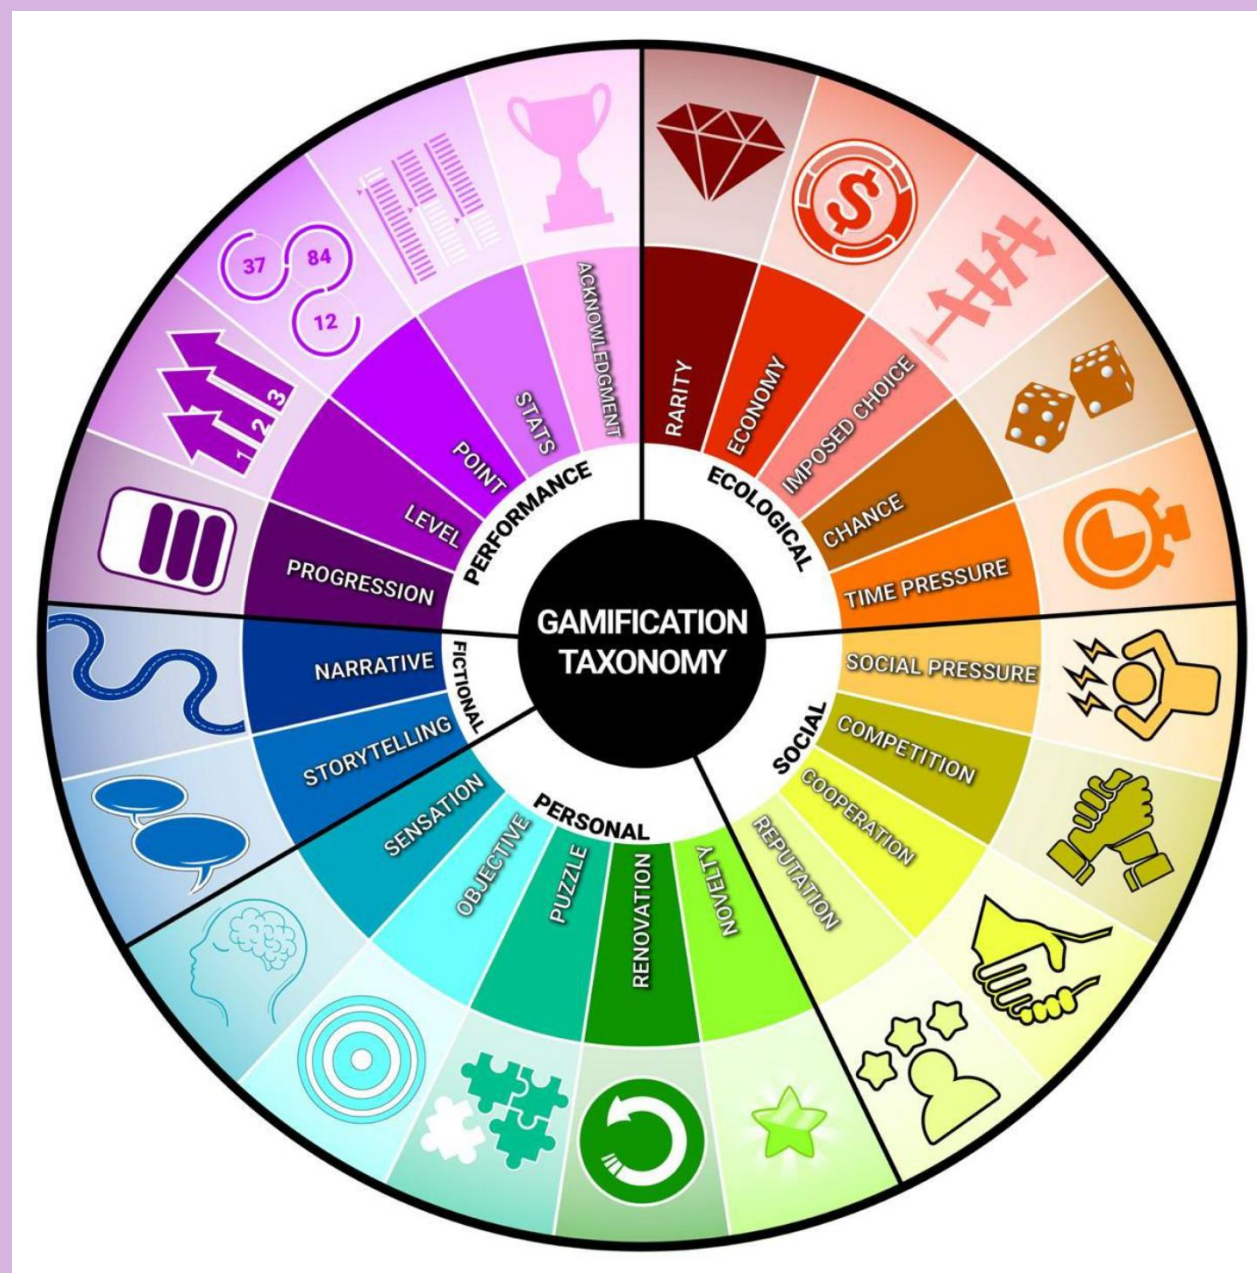 GAMIFICATION
TAXONOMY
ECOLOGICAL
RARITY
ECONOMY
IMPOSED CHOICE
CHANCE
TIME PRESSURE
SOCIAL
SOCIAL PRESSURE
COMPETITION
COOPERATION
REPUTATION
PERSONAL
NOVELTY
RENOVATION
PUZZLE
OBJECTIVE
SENSATION
FICTIONAL
STORYTELLING
NARRATIVE
PERFORMANCE
PROGRESSION
LEVEL
POINT
STATS
ACKNOWLEDGMENT
$
1 2 3
37
84
12